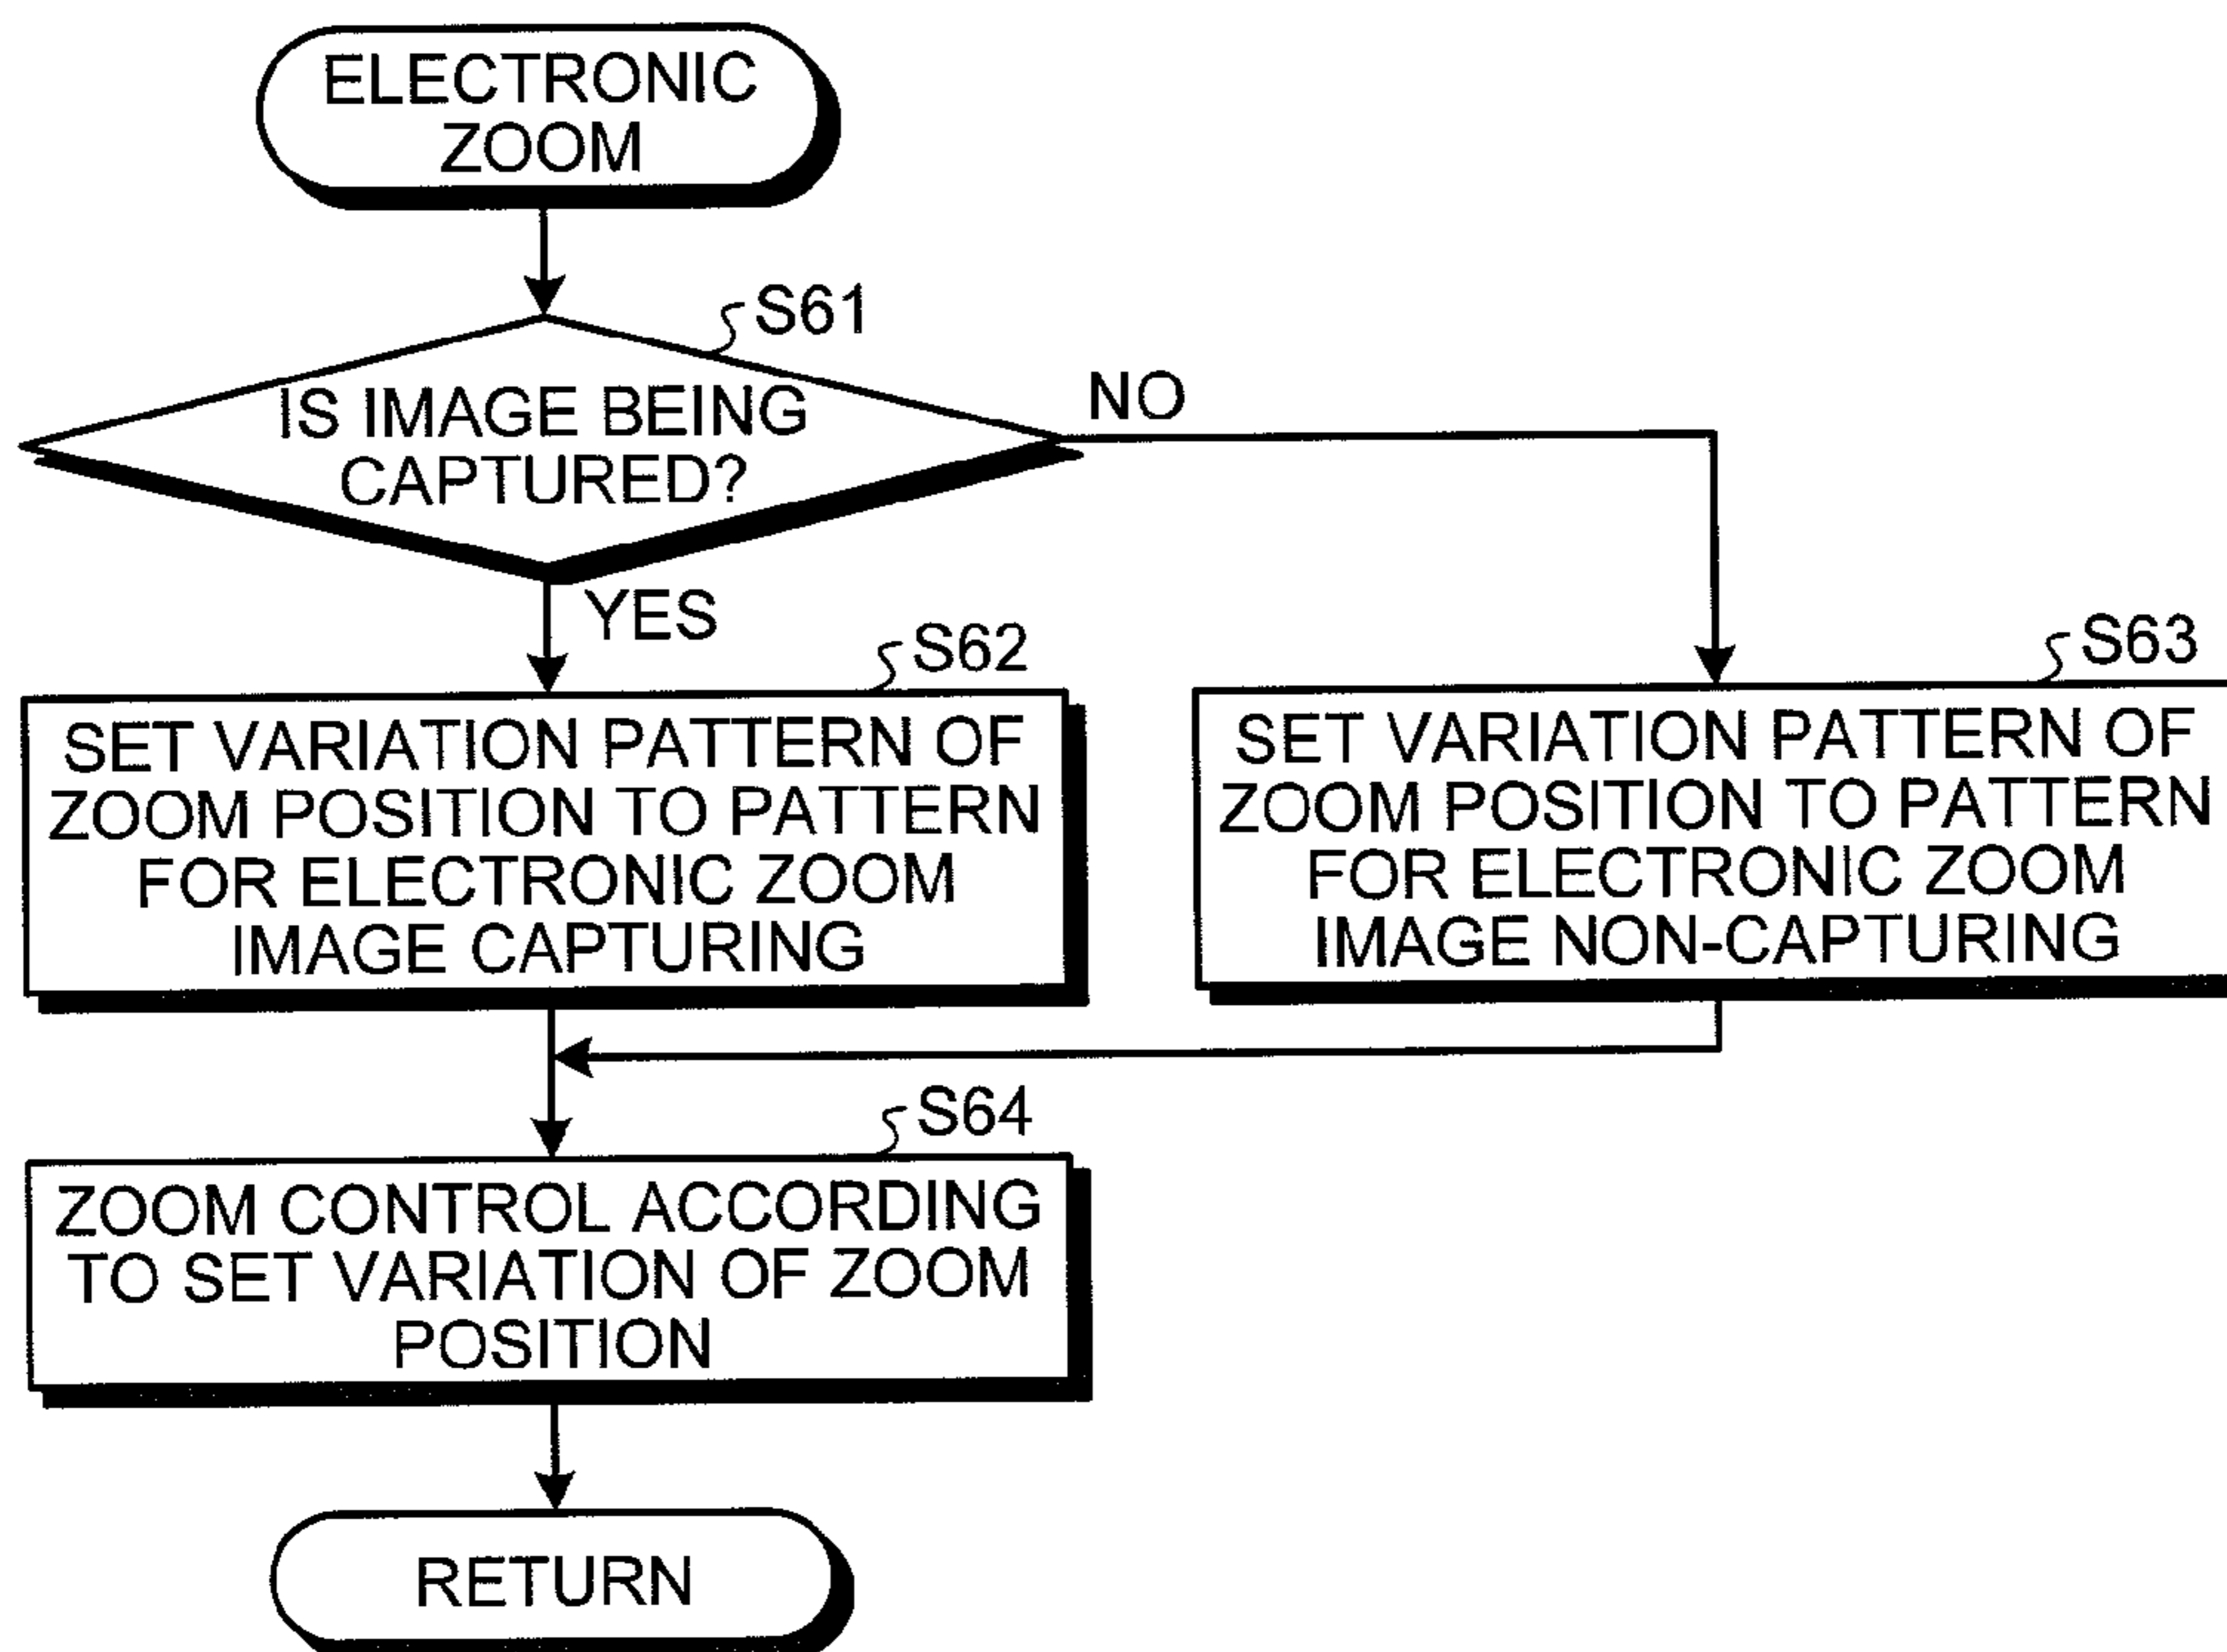 ELECTRONIC
ZOOM
S61
IS IMAGE BEING
CAPTURED?
NO
YES
S62
SET VARIATION PATTERN OF
ZOOM POSITION TO PATTERN
FOR ELECTRONIC ZOOM
IMAGE CAPTURING
S63
SET VARIATION PATTERN OF
ZOOM POSITION TO PATTERN
FOR ELECTRONIC ZOOM
IMAGE NON-CAPTURING
S64
ZOOM CONTROL ACCORDING
TO SET VARIATION OF ZOOM
POSITION
RETURN